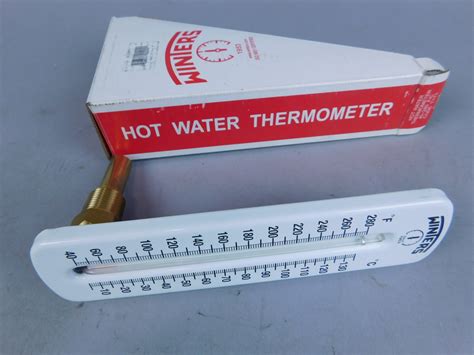 WINTERS
HOT WATER THERMOMETER
WINTERS
°F
40 60 80 100 120 140 160 180 200 220 240 260 280
°C
10 20 30 40 50 60 70 80 90 100 110 120 130